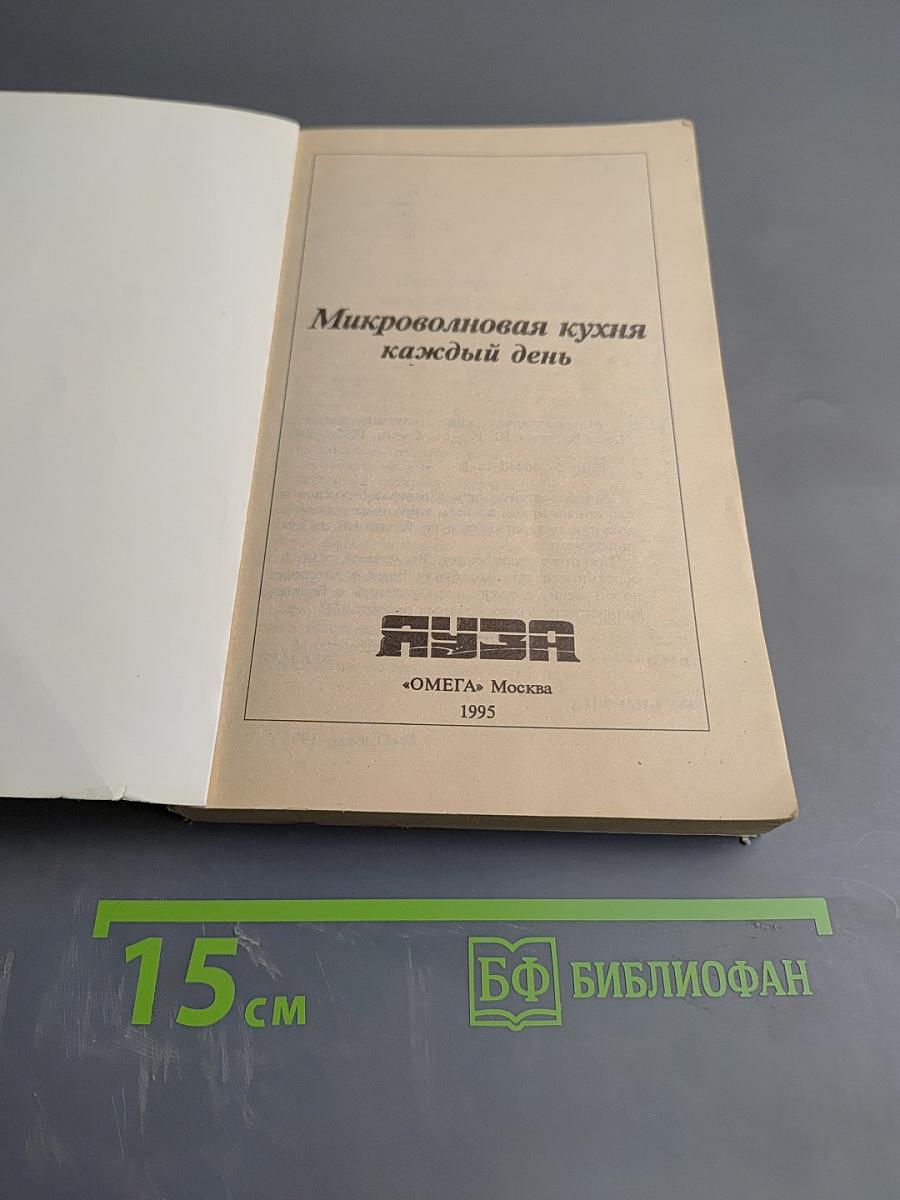 Микроволновая кухня
каждый день
ЯУЗА
«ОМЕГА» Москва
1995
15 см
БФ БИБЛИОФАН